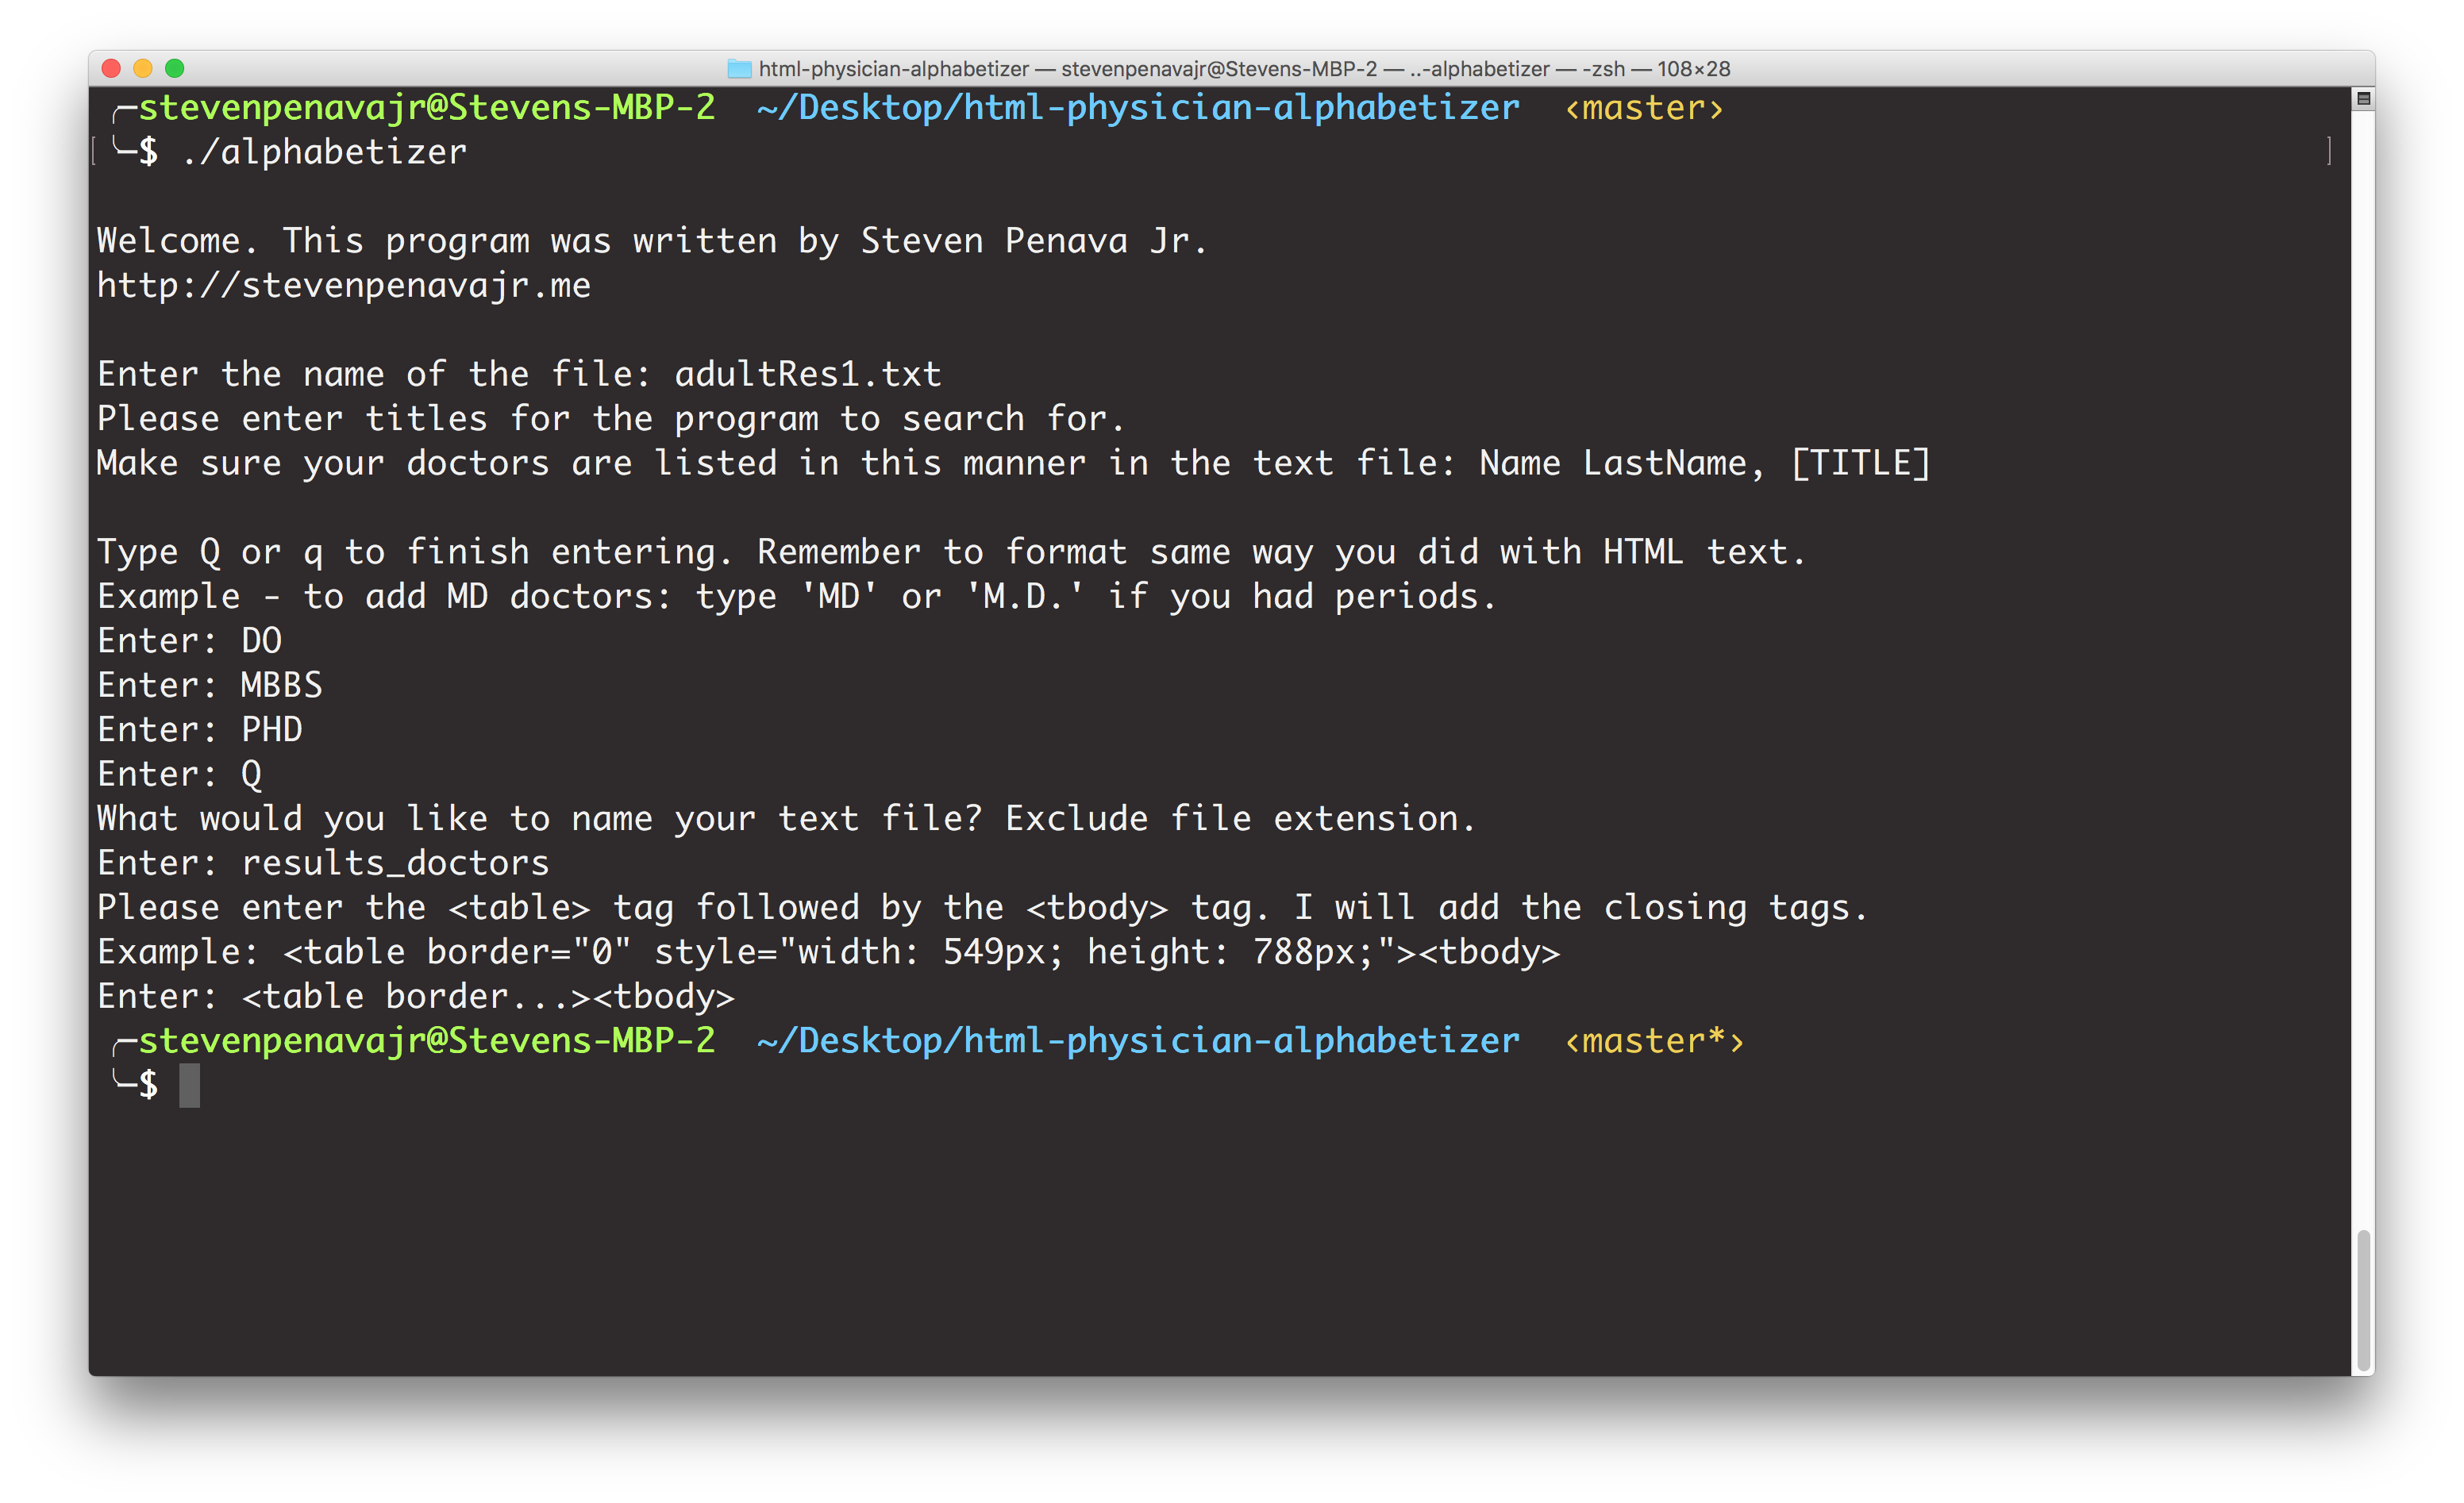 html-physician-alphabetizer — stevenpenavajr@Stevens-MBP-2 — ..-alphabetizer — -zsh — 108×28
╭─stevenpenavajr@Stevens-MBP-2 ~/Desktop/html-physician-alphabetizer ‹master›
╰─$ ./alphabetizer
Welcome. This program was written by Steven Penava Jr.
http://stevenpenavajr.me
Enter the name of the file: adultRes1.txt
Please enter titles for the program to search for.
Make sure your doctors are listed in this manner in the text file: Name LastName, [TITLE]
Type Q or q to finish entering. Remember to format same way you did with HTML text.
Example - to add MD doctors: type 'MD' or 'M.D.' if you had periods.
Enter: DO
Enter: MBBS
Enter: PHD
Enter: Q
What would you like to name your text file? Exclude file extension.
Enter: results_doctors
Please enter the <table> tag followed by the <tbody> tag. I will add the closing tags.
Example: <table border="0" style="width: 549px; height: 788px;"><tbody>
Enter: <table border...><tbody>
╭─stevenpenavajr@Stevens-MBP-2 ~/Desktop/html-physician-alphabetizer ‹master*›
╰─$